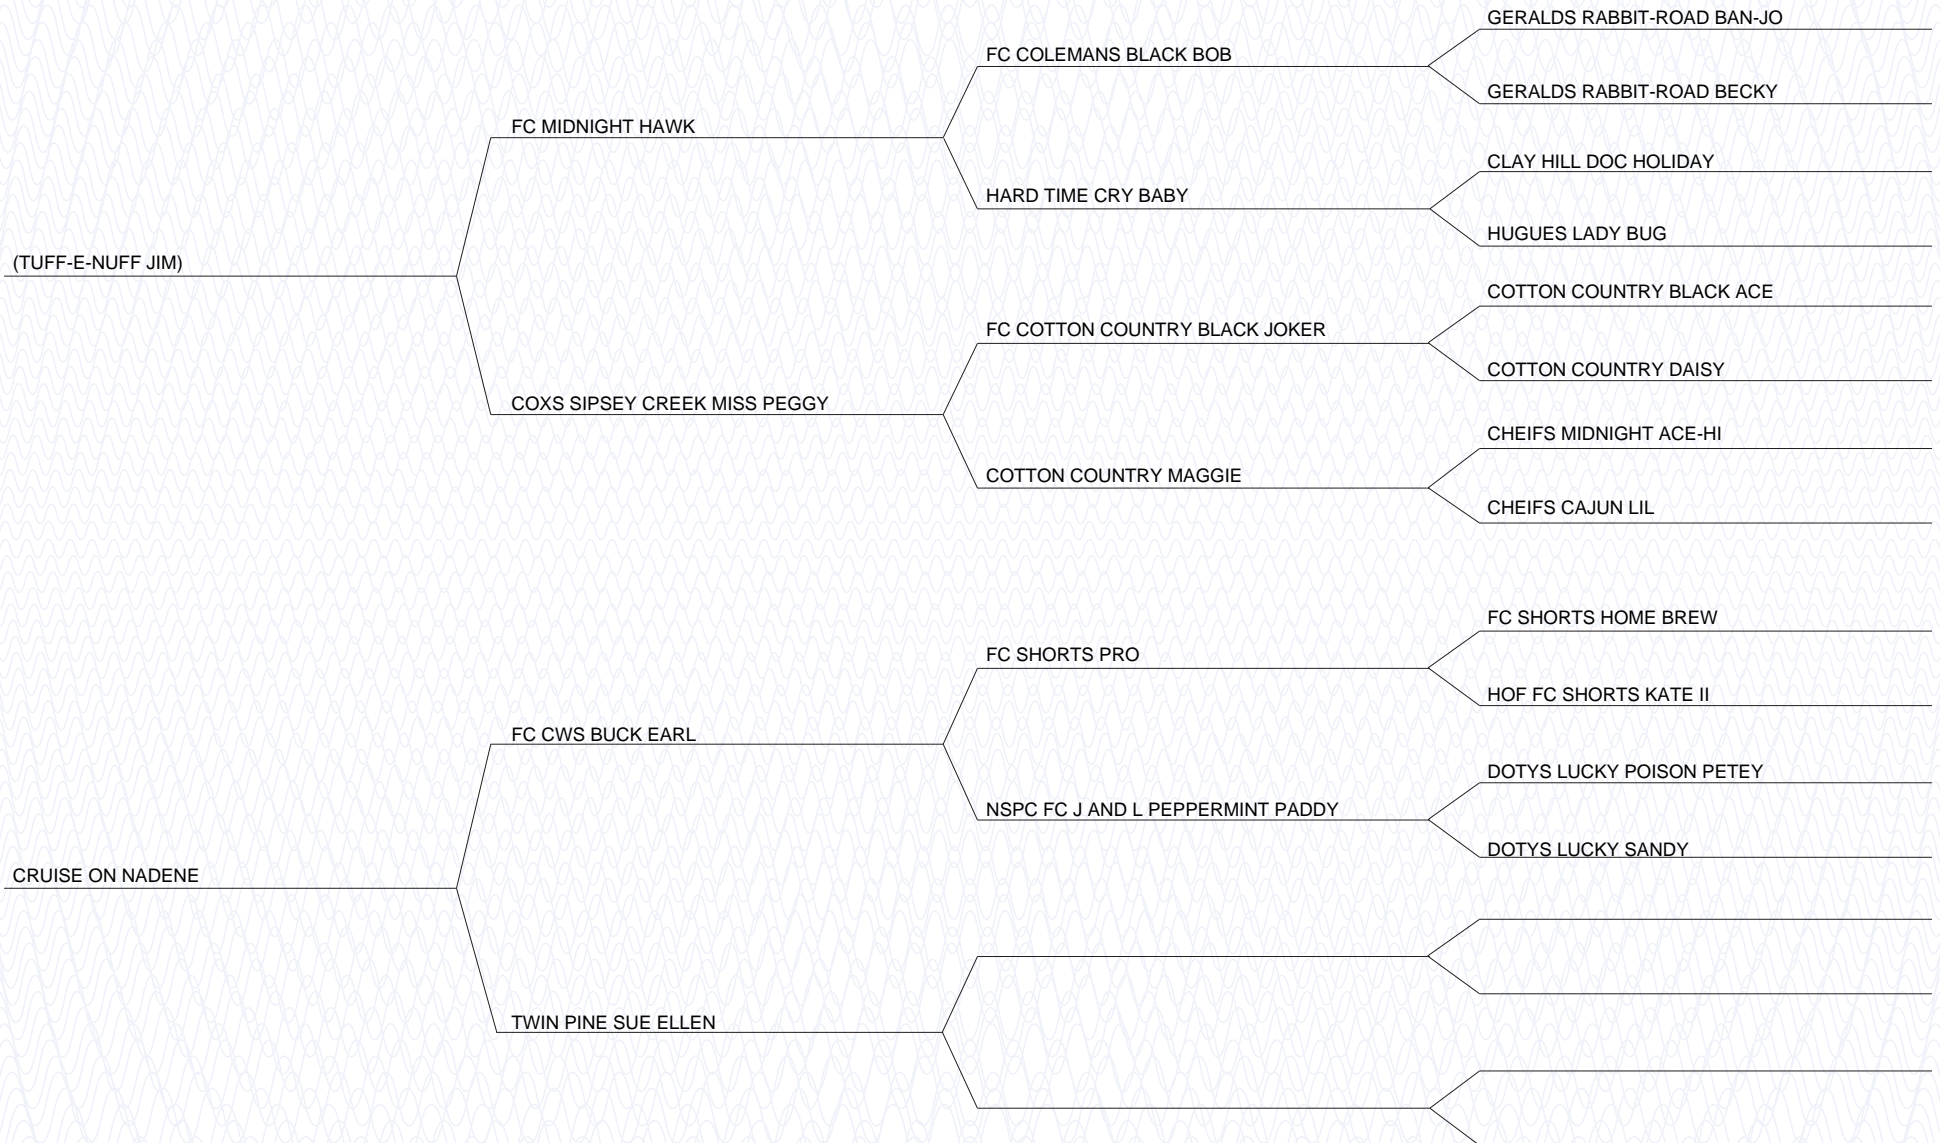 GERALDS RABBIT-ROAD BAN-JO
FC COLEMANS BLACK BOB
GERALDS RABBIT-ROAD BECKY
FC MIDNIGHT HAWK
CLAY HILL DOC HOLIDAY
HARD TIME CRY BABY
HUGUES LADY BUG
(TUFF-E-NUFF JIM)
COTTON COUNTRY BLACK ACE
FC COTTON COUNTRY BLACK JOKER
COTTON COUNTRY DAISY
COXS SIPSEY CREEK MISS PEGGY
CHEIFS MIDNIGHT ACE-HI
COTTON COUNTRY MAGGIE
CHEIFS CAJUN LIL
FC SHORTS HOME BREW
FC SHORTS PRO
HOF FC SHORTS KATE II
FC CWS BUCK EARL
DOTYS LUCKY POISON PETEY
NSPC FC J AND L PEPPERMINT PADDY
DOTYS LUCKY SANDY
CRUISE ON NADENE
TWIN PINE SUE ELLEN